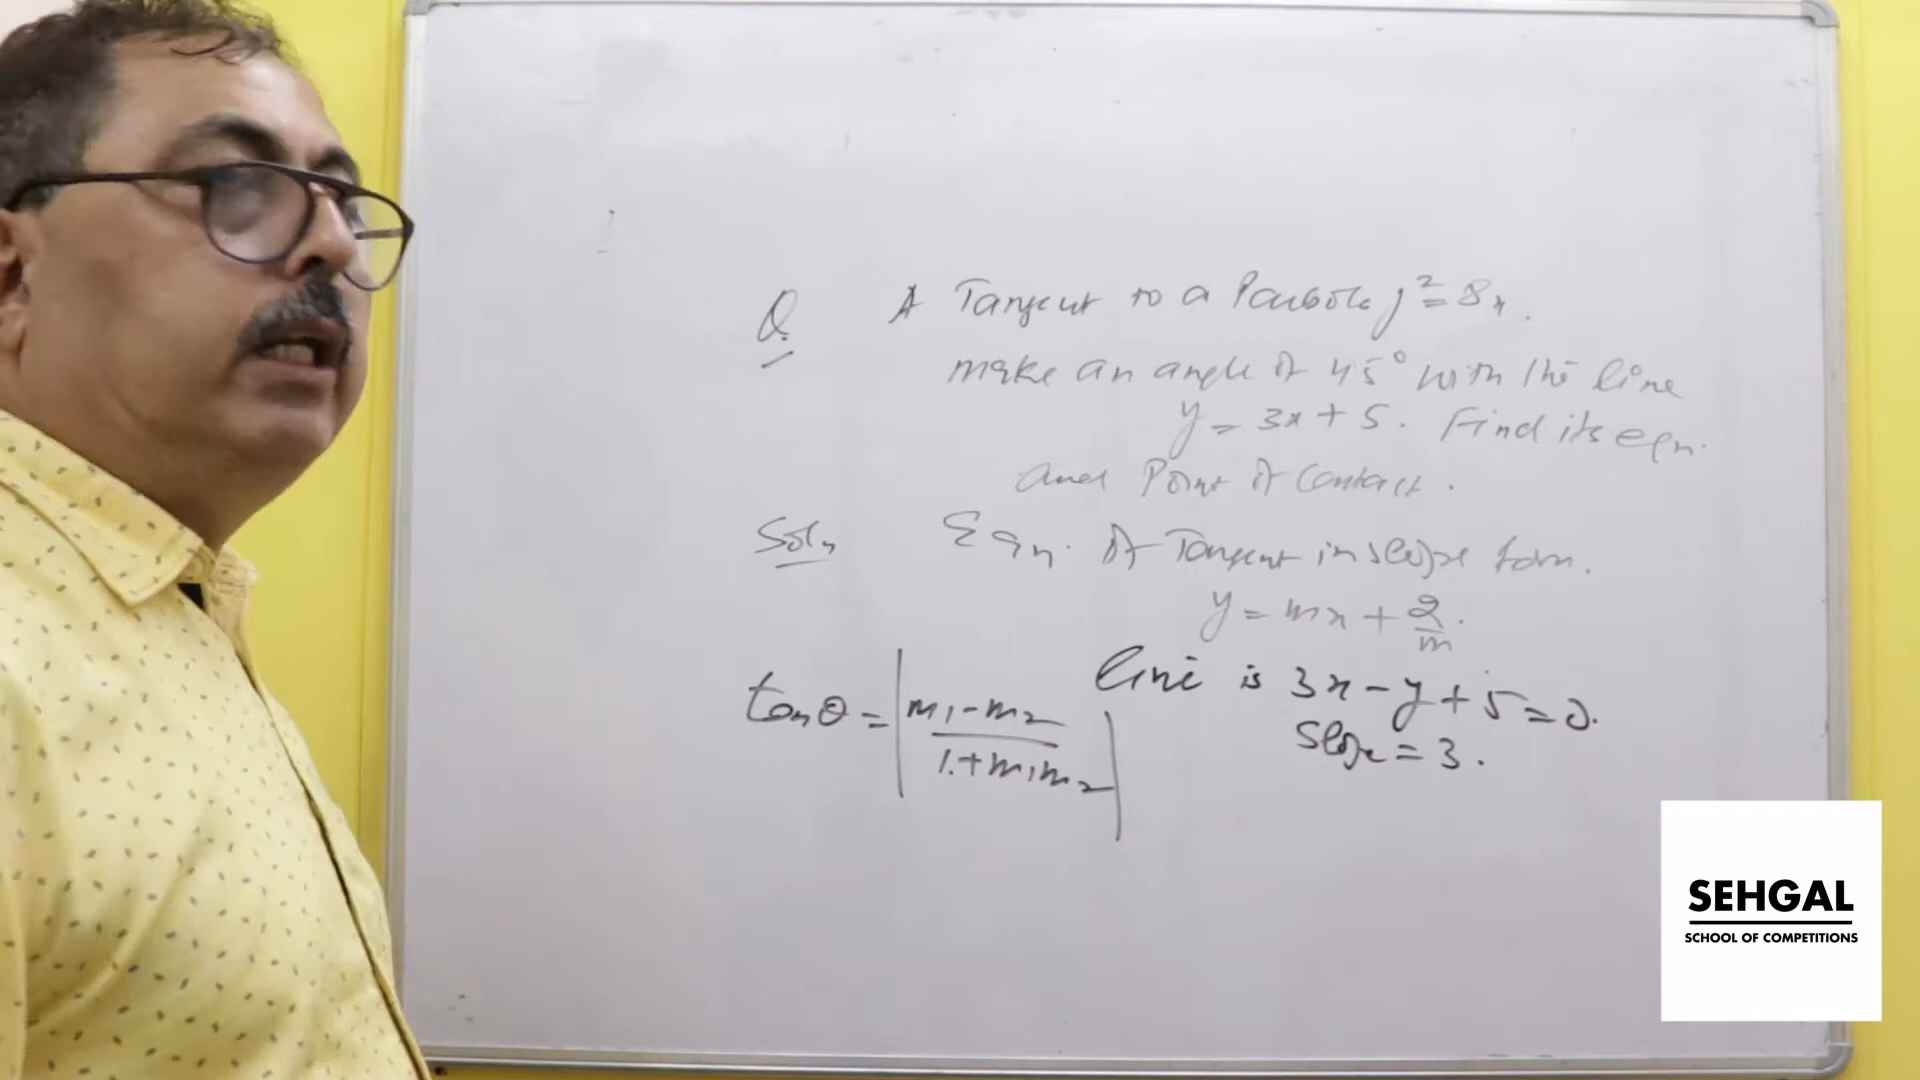 Q. A Tangent to a Parabola y² = 8x.
make an angle of 45° with the line
y = 3x + 5. Find its eqn.
and Point of Contact.
Soln Eqn. of Tangent in slope form.
y = mx + 2/m.
line is 3x - y + 5 = 0.
slope = 3.
tan θ = | m₁ - m₂ / 1 + m₁m₂ |
SEHGAL
SCHOOL OF COMPETITIONS